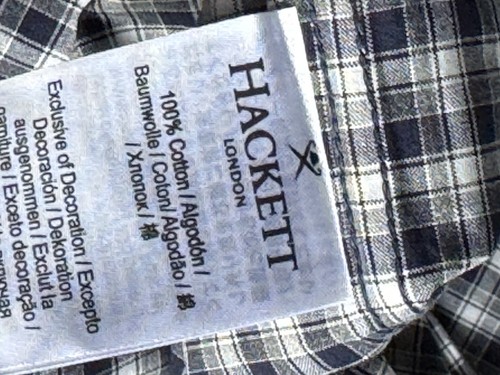 HACKETT
LONDON
100% Cotton / Algodón /
Baumwolle / Coton / Algodão / 棉
/ Хлопок / 綿
Exclusive of Decoration / Excepto
Decoración / Dekoration
ausgenommen / Exclut la
garniture / Exceto decoração /